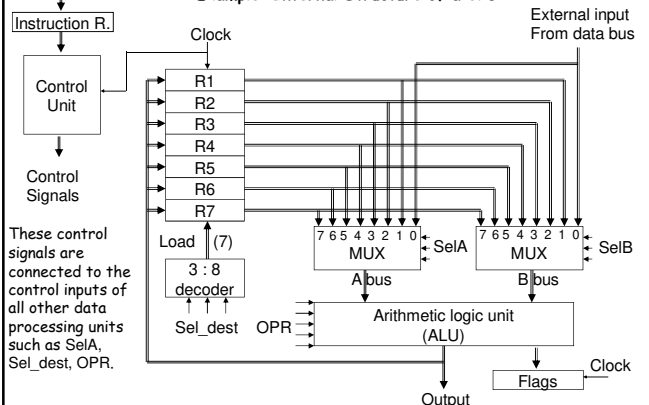 External input
From data bus
Instruction R.
Clock
Control
Unit
R1
R2
R3
R4
R5
R6
R7
Control
Signals
These control
signals are
connected to the
control inputs of
all other data
processing units
such as SelA,
Sel_dest, OPR.
Load (7)
3 : 8
decoder
Sel_dest
7 6 5 4 3 2 1 0
MUX
SelA
7 6 5 4 3 2 1 0
MUX
SelB
A bus
B bus
OPR
Arithmetic logic unit
(ALU)
Clock
Flags
Output